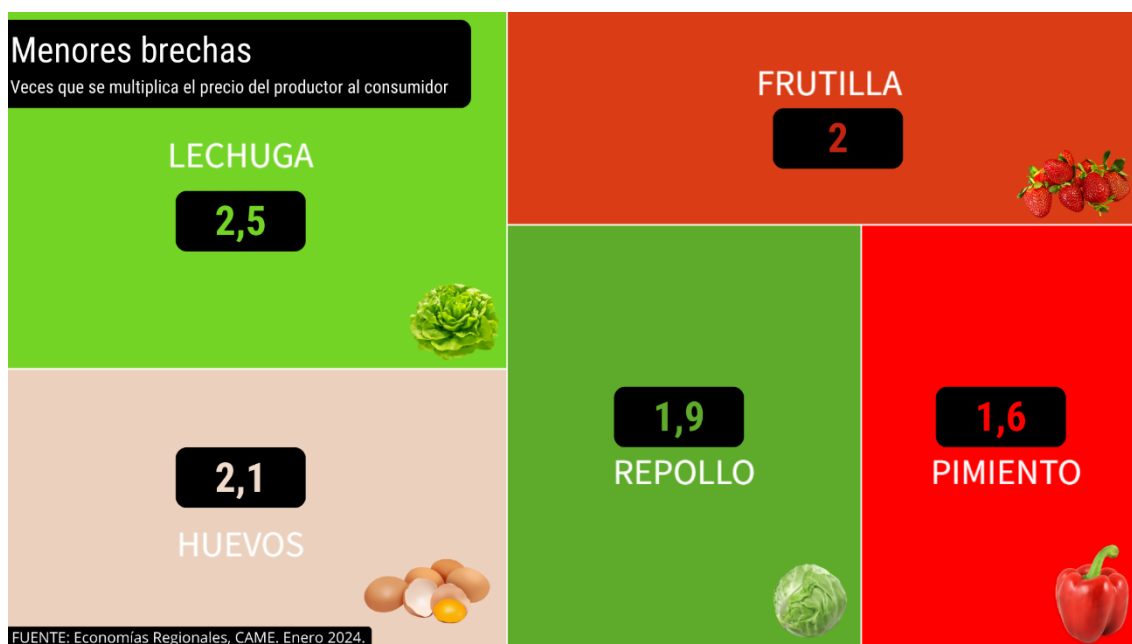 Menores brechas
Veces que se multiplica el precio del productor al consumidor
LECHUGA
2,5
FRUTILLA
2
2,1
HUEVOS
1,9
REPOLLO
1,6
PIMIENTO
FUENTE: Economías Regionales, CAME. Enero 2024.